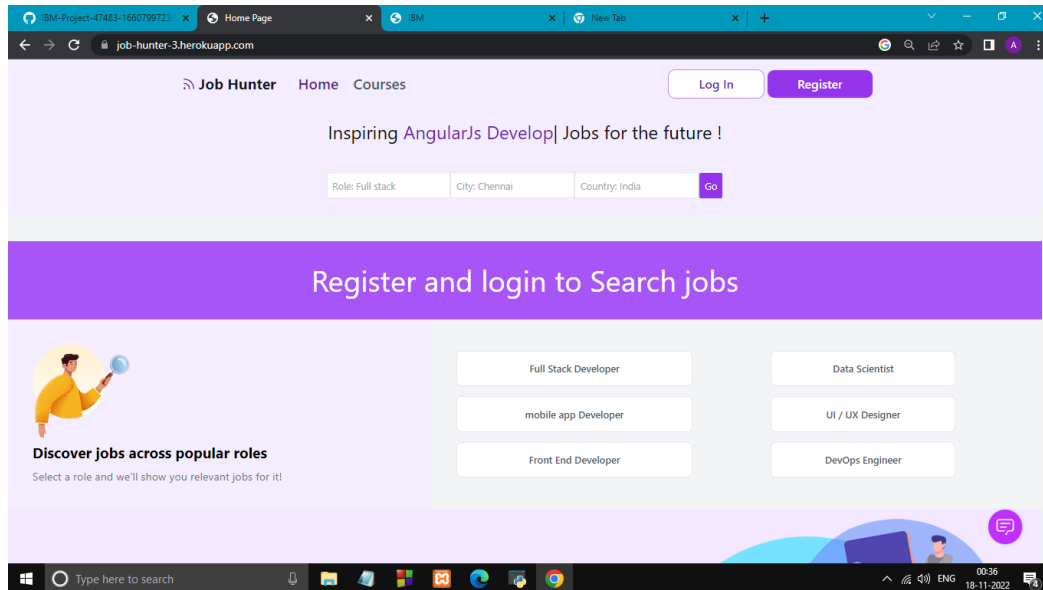 IBM-Project-47483-1660799723/
Home Page
IBM
New Tab
job-hunter-3.herokuapp.com
A
Job Hunter
Home
Courses
Log In
Register
Inspiring AngularJs Develop| Jobs for the future !
Role: Full stack
City: Chennai
Country: India
Go
Register and login to Search jobs
Full Stack Developer
Data Scientist
mobile app Developer
UI / UX Designer
Discover jobs across popular roles
Front End Developer
DevOps Engineer
Select a role and we'll show you relevant jobs for it!
Type here to search
ENG
00:36
18-11-2022
4